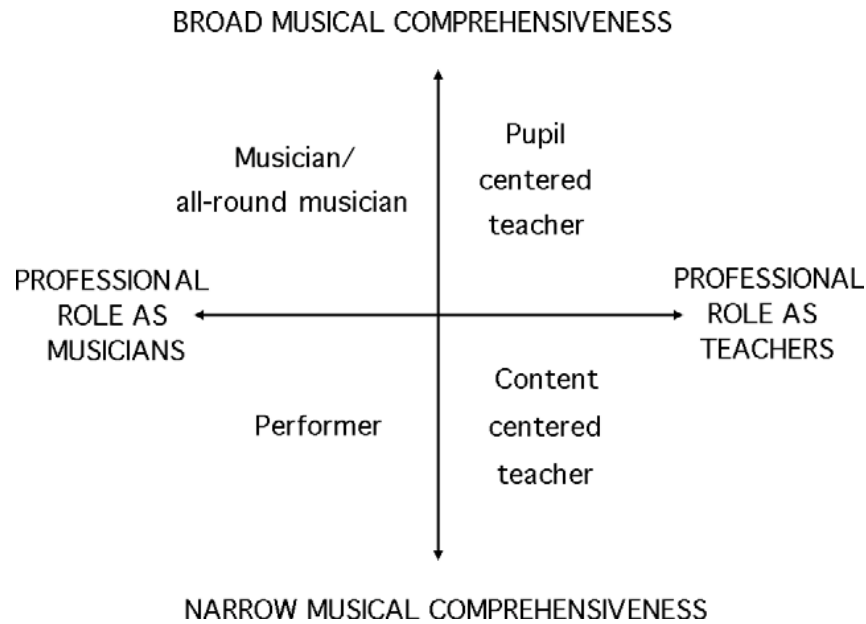 BROAD MUSICAL COMPREHENSIVENESS
Musician/
all-round musician
Pupil
centered
teacher
PROFESSIONAL
ROLE AS
MUSICIANS
PROFESSIONAL
ROLE AS
TEACHERS
Performer
Content
centered
teacher
NARROW MUSICAL COMPREHENSIVENESS